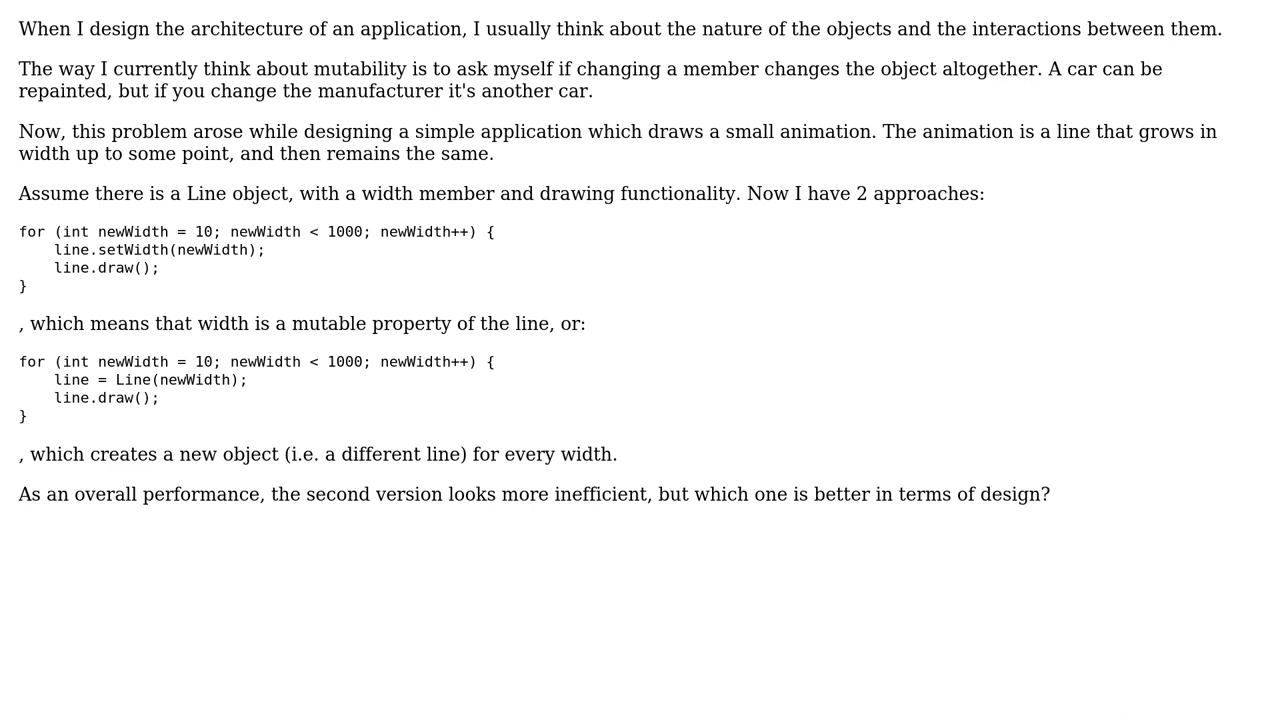 When I design the architecture of an application, I usually think about the nature of the objects and the interactions between them.
The way I currently think about mutability is to ask myself if changing a member changes the object altogether. A car can be
repainted, but if you change the manufacturer it's another car.
Now, this problem arose while designing a simple application which draws a small animation. The animation is a line that grows in
width up to some point, and then remains the same.
Assume there is a Line object, with a width member and drawing functionality. Now I have 2 approaches:
for (int newWidth = 10; newWidth < 1000; newWidth++) {
    line.setWidth(newWidth);
    line.draw();
}
, which means that width is a mutable property of the line, or:
for (int newWidth = 10; newWidth < 1000; newWidth++) {
    line = Line(newWidth);
    line.draw();
}
, which creates a new object (i.e. a different line) for every width.
As an overall performance, the second version looks more inefficient, but which one is better in terms of design?